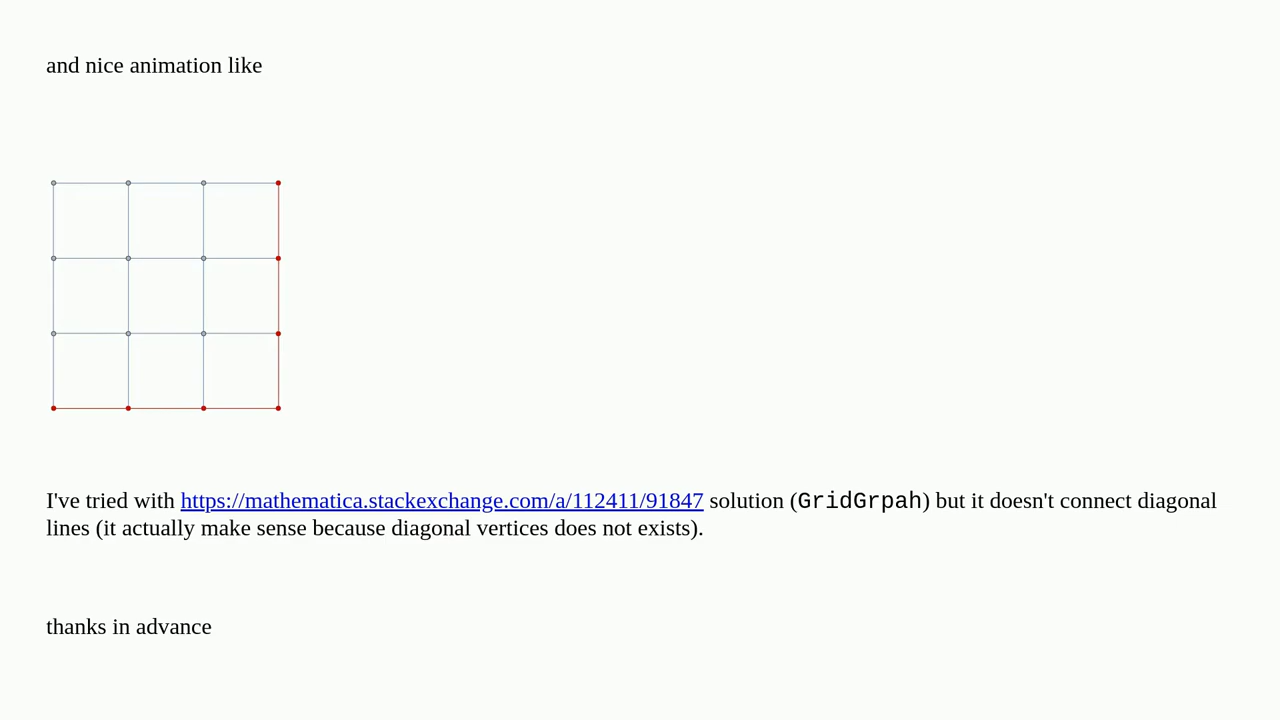 and nice animation like
I've tried with https://mathematica.stackexchange.com/a/112411/91847 solution (GridGrpah) but it doesn't connect diagonal
lines (it actually make sense because diagonal vertices does not exists).
thanks in advance